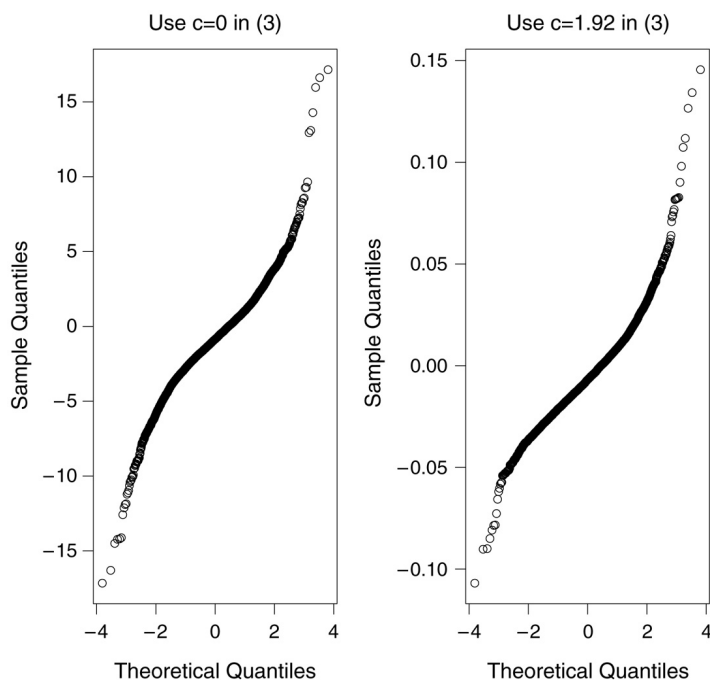 Use c=0 in (3)
Sample Quantiles
15
10
5
0
−5
−10
−15
−4 −2 0 2 4
Theoretical Quantiles
Use c=1.92 in (3)
Sample Quantiles
0.15
0.10
0.05
0.00
−0.05
−0.10
−4 −2 0 2 4
Theoretical Quantiles